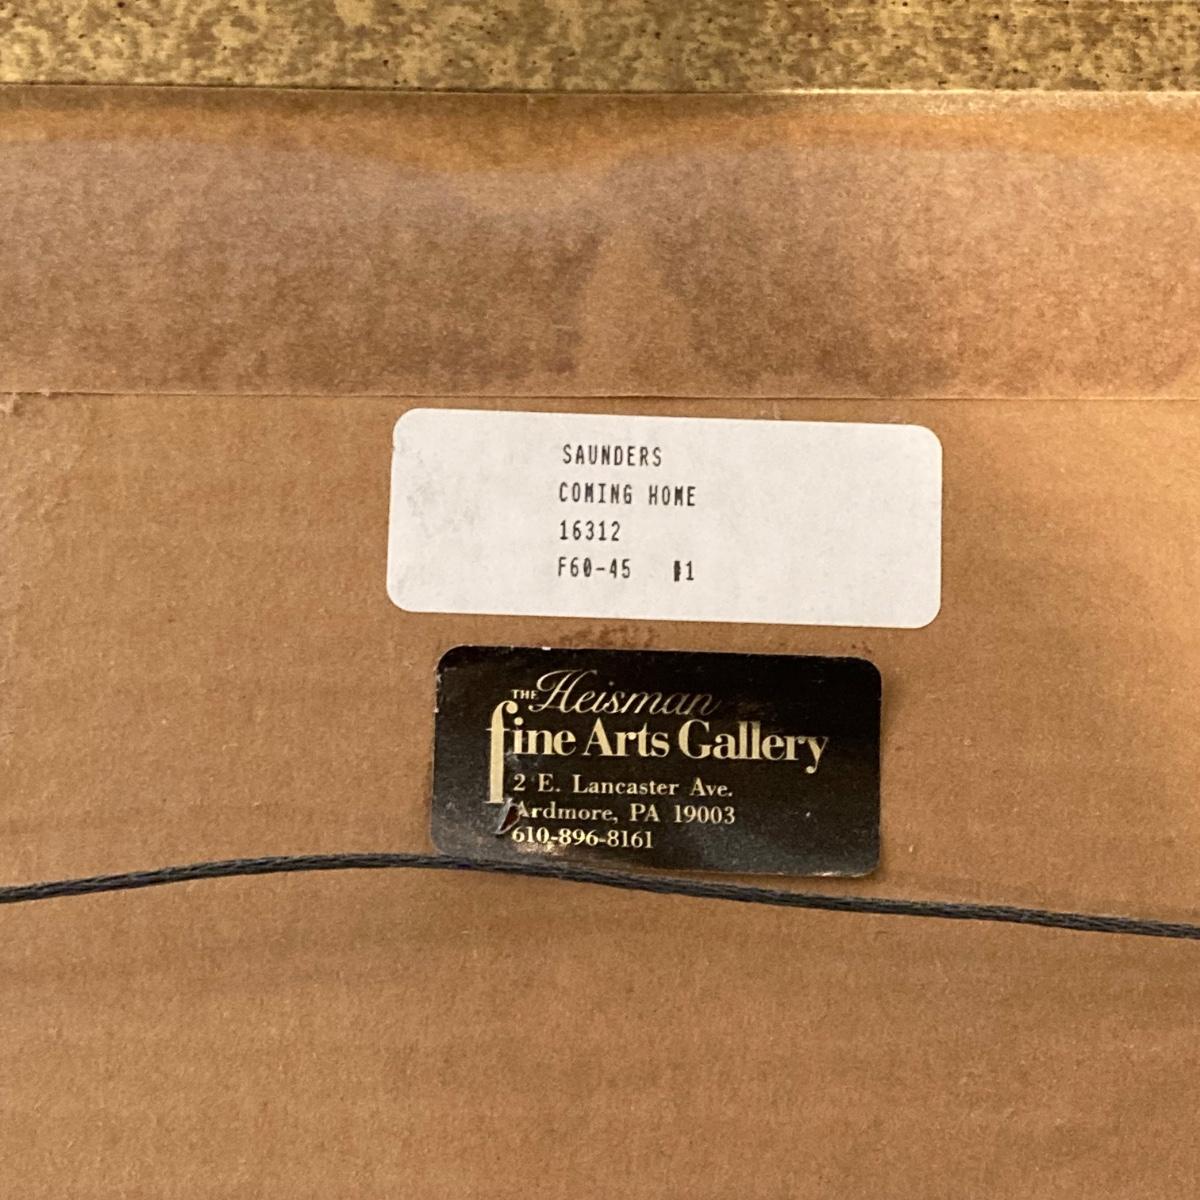 SAUNDERS
COMING HOME
16312
F60-45 #1
THE Heisman
fine Arts Gallery
2 E. Lancaster Ave.
Ardmore, PA 19003
610-896-8161